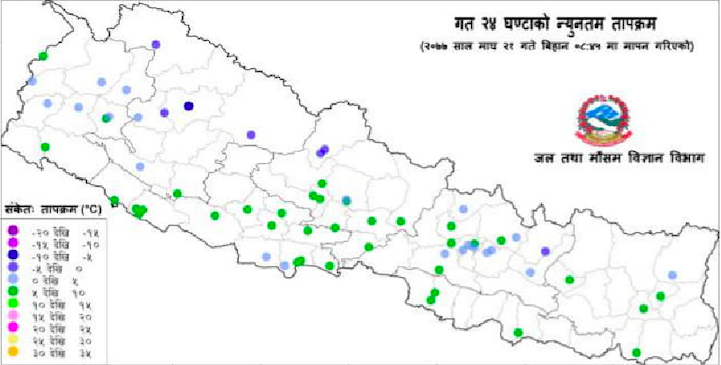 गत २४ घण्टाको न्युनतम तापक्रम
(२०७७ साल माघ २१ गते बिहान ०८:४५ मा मापन गरिएको)
जल तथा मौसम विज्ञान विभाग
संकेतः तापक्रम (°C)
-२० देखि -१५
-१५ देखि -१०
-१० देखि -५
-५ देखि ०
० देखि ५
५ देखि १०
१० देखि १५
१५ देखि २०
२० देखि २५
२५ देखि ३०
३० देखि ३५